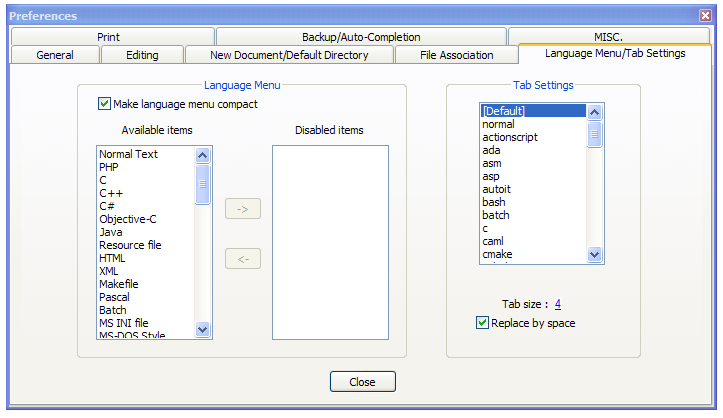 Preferences
Print
Backup/Auto-Completion
MISC.
General
Editing
New Document/Default Directory
File Association
Language Menu/Tab Settings
Language Menu
Make language menu compact
Available items
Disabled items
Normal Text
PHP
C
C++
C#
Objective-C
Java
Resource file
HTML
XML
Makefile
Pascal
Batch
MS INI file
MS-DOS Style
->
<-
Tab Settings
[Default]
normal
actionscript
ada
asm
asp
autoit
bash
batch
c
caml
cmake
Tab size : 4
Replace by space
Close